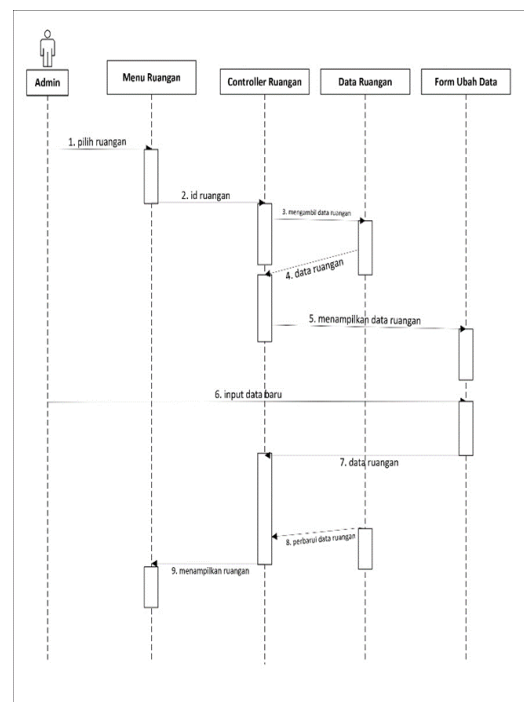 Admin
Menu Ruangan
Controller Ruangan
Data Ruangan
Form Ubah Data
1. pilih ruangan
2. id ruangan
3. mengambil data ruangan
4. data ruangan
5. menampilkan data ruangan
6. input data baru
7. data ruangan
8. perbarui data ruangan
9. menampilkan ruangan